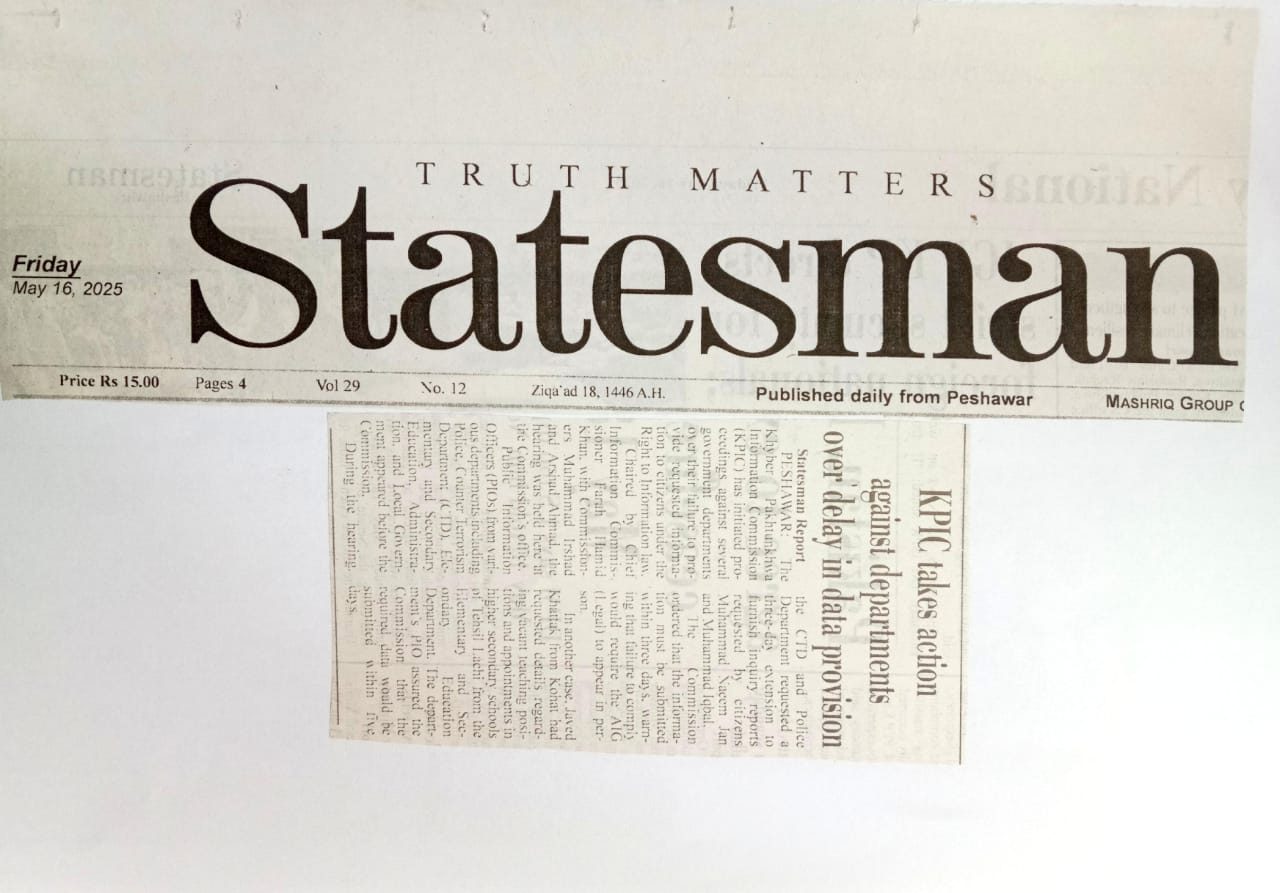 TRUTH MATTERS
Statesman
Friday
May 16, 2025
Price Rs 15.00 Pages 4 Vol 29 No. 12 Ziqa'ad 18, 1446 A.H. Published daily from Peshawar MASHRIQ GROUP
KPIC takes action
against departments
over delay in data provision
Statesman Report
PESHAWAR: The
Khyber Pakhtunkhwa
Information Commission
(KPIC) has initiated pro-
ceedings against several
government departments
over their failure to pro-
vide requested informa-
tion to citizens under the
Right to Information law.
Chaired by Chief
Information Commis-
sioner Farah Hamid
Khan, with Commission-
ers Muhammad Irshad
and Arshad Ahmad, the
hearing was held here at
the Commission's office.
Public Information
Officers (PIOs) from vari-
ous departments including
Police, Counter Terrorism
Department (CTD), Ele-
mentary and Secondary
Education, Administra-
tion, and Local Govern-
ment appeared before the
Commission.
During the hearing,
the CTD and Police
Department requested a
three-day extension to
furnish inquiry reports
requested by citizens
Muhammad Naeem Jan
and Muhammad Iqbal.
The Commission
ordered that the informa-
tion must be submitted
within three days, warn-
ing that failure to comply
would require the AIG
(Legal) to appear in per-
son.
In another case, Javed
Khattak from Kohat had
requested details regard-
ing vacant teaching posi-
tions and appointments in
higher secondary schools
of Tehsil Lachi from the
Elementary and Sec-
ondary Education
Department. The depart-
ment's PIO assured the
Commission that the
required data would be
submitted within five
days.